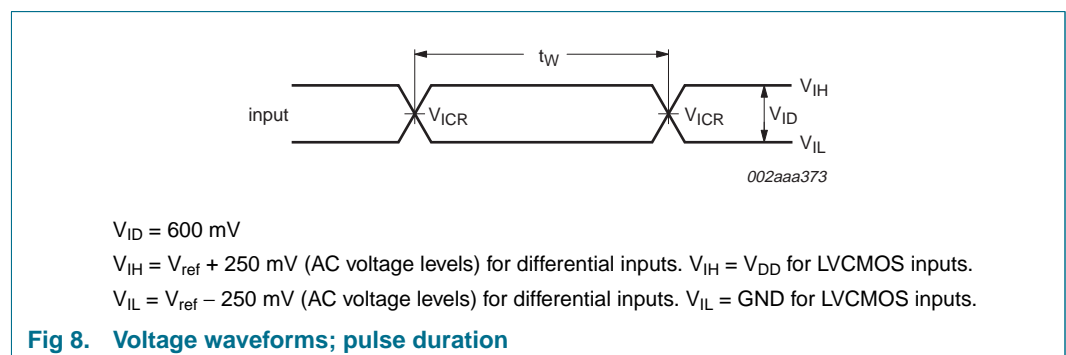 tW
input
VICR
VICR
VIH
VID
VIL
002aaa373
VID = 600 mV
VIH = Vref + 250 mV (AC voltage levels) for differential inputs. VIH = VDD for LVCMOS inputs.
VIL = Vref − 250 mV (AC voltage levels) for differential inputs. VIL = GND for LVCMOS inputs.
Fig 8. Voltage waveforms; pulse duration